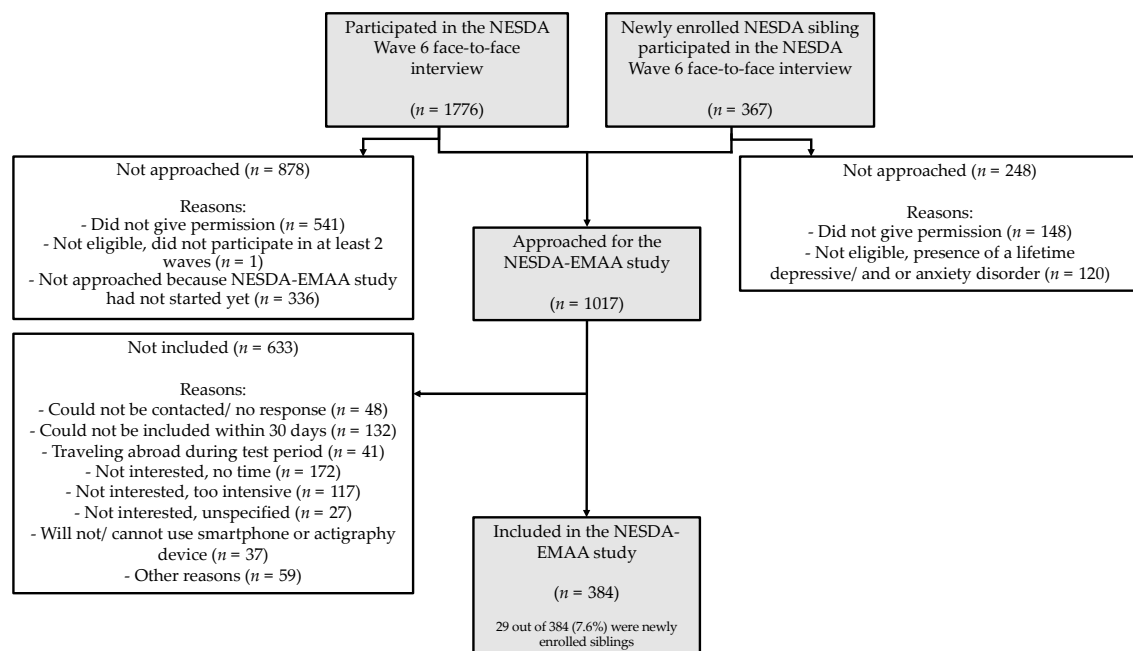 Participated in the NESDA
Wave 6 face-to-face
interview
(n = 1776)
Newly enrolled NESDA sibling
participated in the NESDA
Wave 6 face-to-face interview
(n = 367)
Not approached (n = 878)
Reasons:
- Did not give permission (n = 541)
- Not eligible, did not participate in at least 2
waves (n = 1)
- Not approached because NESDA-EMAA study
had not started yet (n = 336)
Approached for the
NESDA-EMAA study
(n = 1017)
Not approached (n = 248)
Reasons:
- Did not give permission (n = 148)
- Not eligible, presence of a lifetime
depressive/ and or anxiety disorder (n = 120)
Not included (n = 633)
Reasons:
- Could not be contacted/ no response (n = 48)
- Could not be included within 30 days (n = 132)
- Traveling abroad during test period (n = 41)
- Not interested, no time (n = 172)
- Not interested, too intensive (n = 117)
- Not interested, unspecified (n = 27)
- Will not/ cannot use smartphone or actigraphy
device (n = 37)
- Other reasons (n = 59)
Included in the NESDA-
EMAA study
(n = 384)
29 out of 384 (7.6%) were newly
enrolled siblings